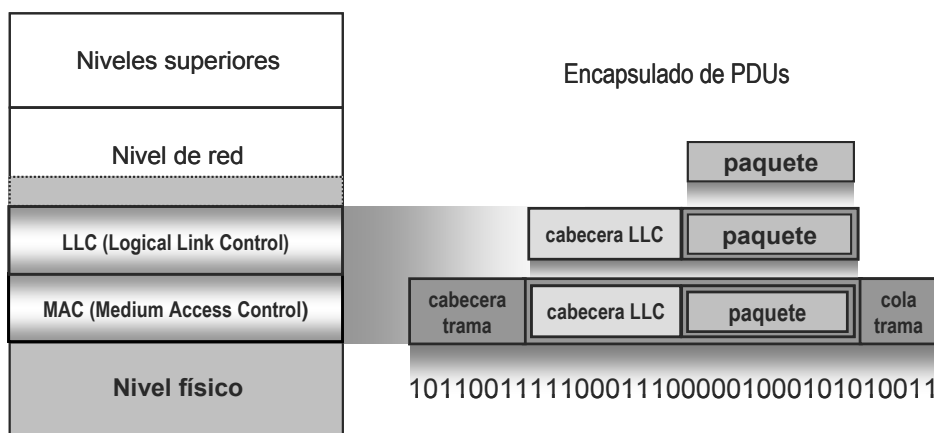 Niveles superiores
Encapsulado de PDUs
Nivel de red
paquete
LLC (Logical Link Control)
cabecera LLC
paquete
MAC (Medium Access Control)
cabecera
trama
cabecera LLC
paquete
cola
trama
Nivel físico
1011001111100011100000100010101010011